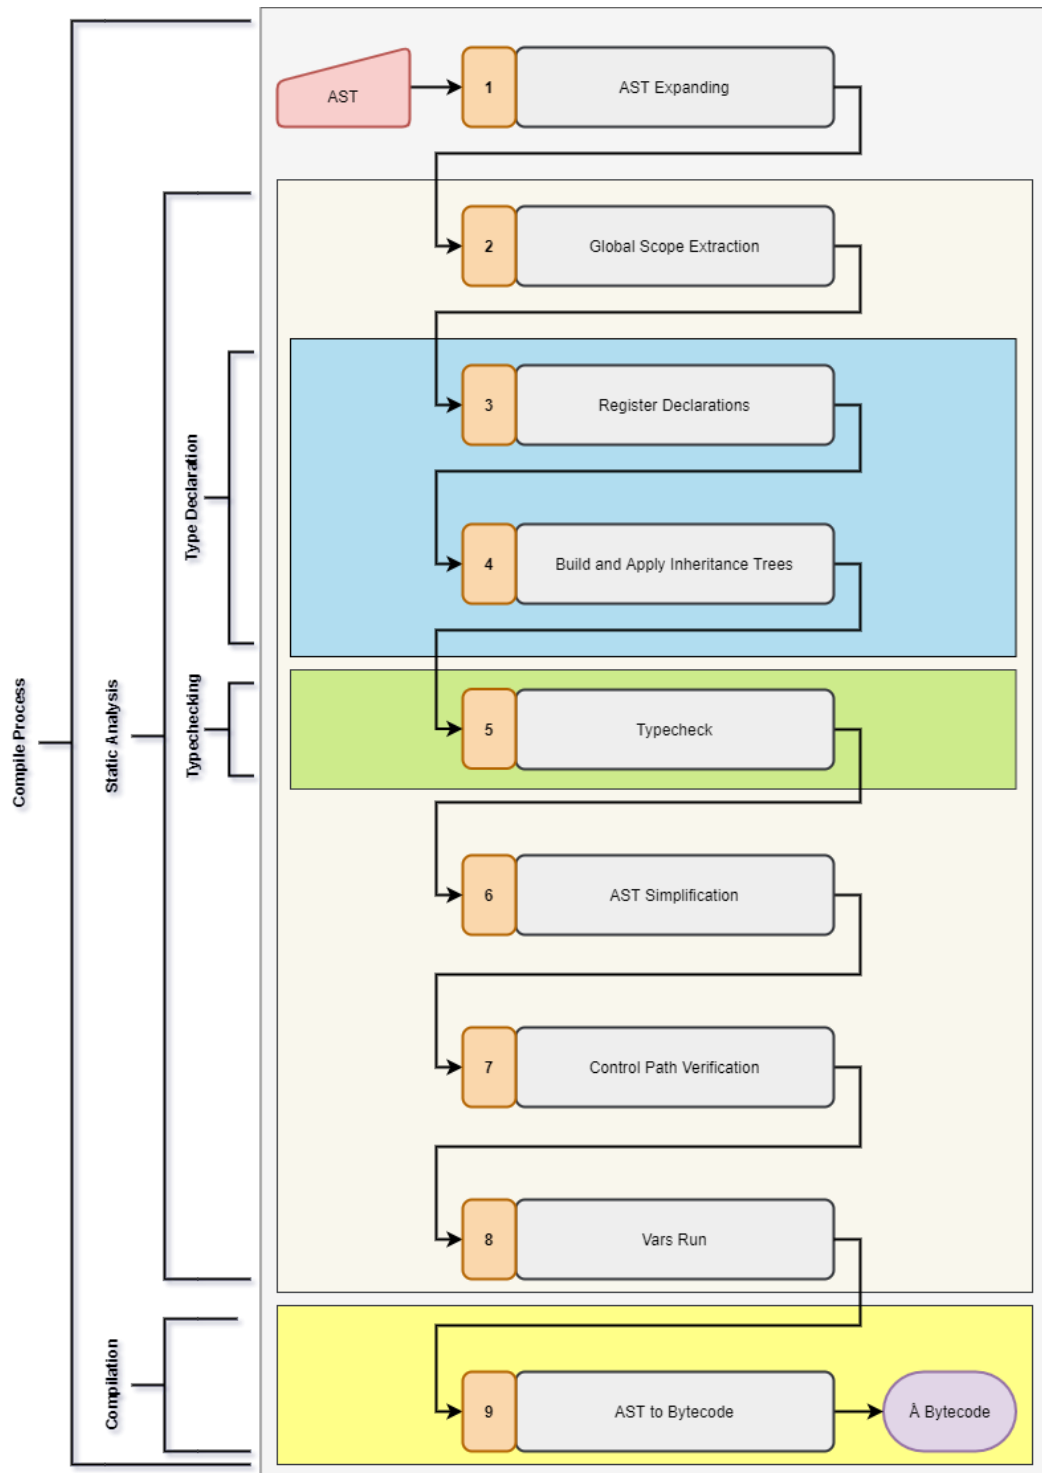 AST
1
AST Expanding
2
Global Scope Extraction
3
Register Declarations
4
Build and Apply Inheritance Trees
5
Typecheck
6
AST Simplification
7
Control Path Verification
8
Vars Run
9
AST to Bytecode
Å Bytecode
Compile Process
Static Analysis
Type Declaration
Typechecking
Compilation